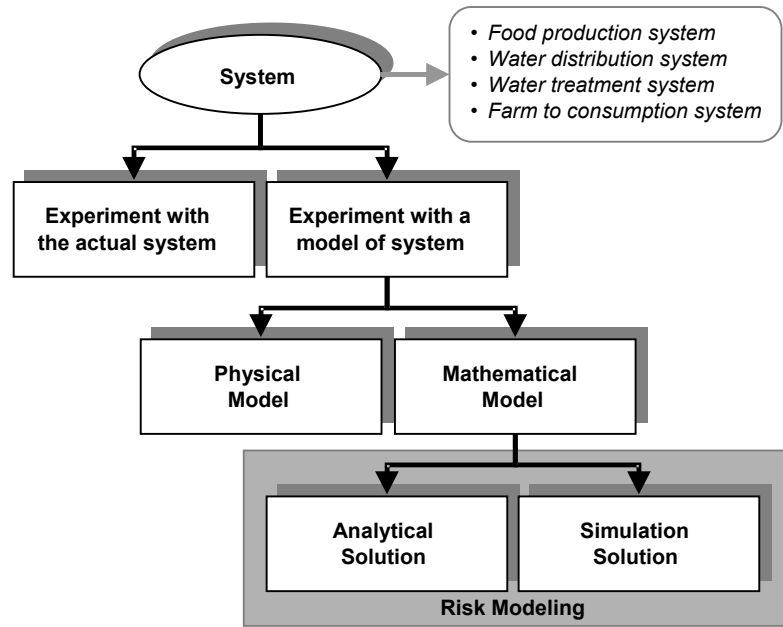 System
• Food production system
• Water distribution system
• Water treatment system
• Farm to consumption system
Experiment with
the actual system
Experiment with a
model of system
Physical
Model
Mathematical
Model
Analytical
Solution
Simulation
Solution
Risk Modeling